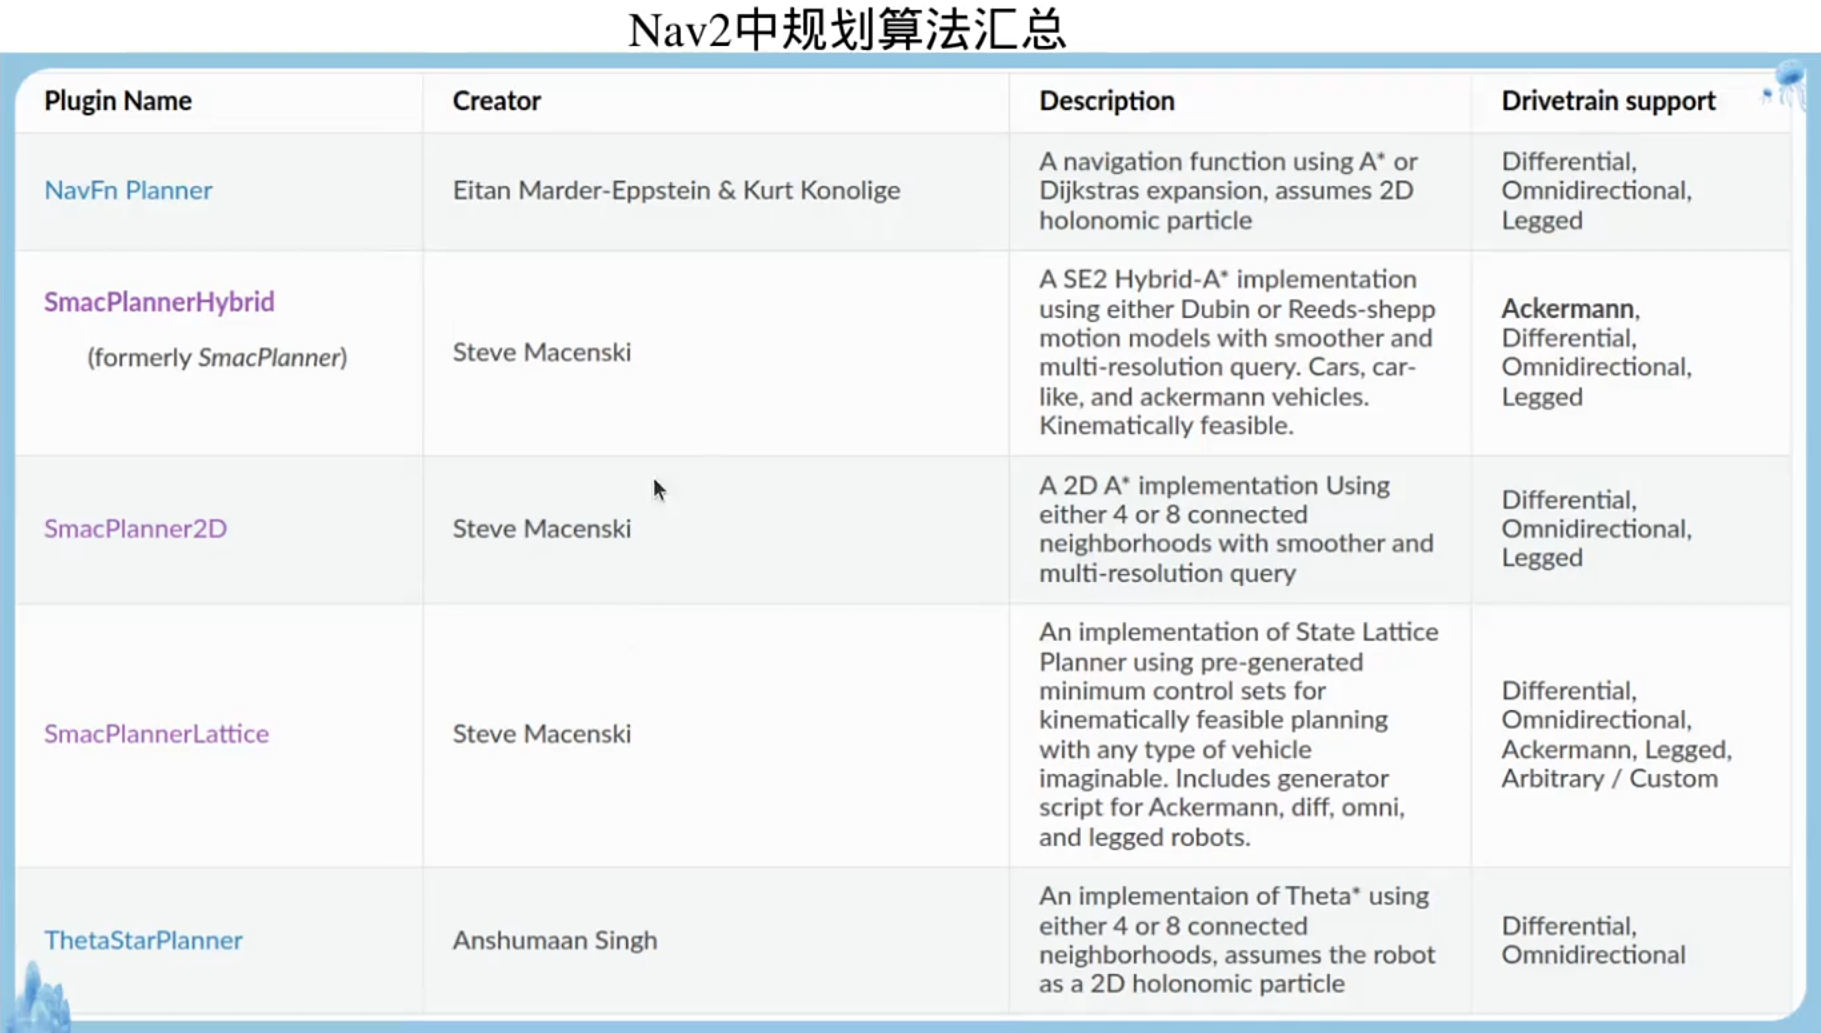 Nav2中规划算法汇总
Plugin Name
Creator
Description
Drivetrain support
NavFn Planner
Eitan Marder-Eppstein & Kurt Konolige
A navigation function using A* or
Dijkstras expansion, assumes 2D
holonomic particle
Differential,
Omnidirectional,
Legged
SmacPlannerHybrid
(formerly SmacPlanner)
Steve Macenski
A SE2 Hybrid-A* implementation
using either Dubin or Reeds-shepp
motion models with smoother and
multi-resolution query. Cars, car-
like, and ackermann vehicles.
Kinematically feasible.
Ackermann,
Differential,
Omnidirectional,
Legged
SmacPlanner2D
Steve Macenski
A 2D A* implementation Using
either 4 or 8 connected
neighborhoods with smoother and
multi-resolution query
Differential,
Omnidirectional,
Legged
SmacPlannerLattice
Steve Macenski
An implementation of State Lattice
Planner using pre-generated
minimum control sets for
kinematically feasible planning
with any type of vehicle
imaginable. Includes generator
script for Ackermann, diff, omni,
and legged robots.
Differential,
Omnidirectional,
Ackermann, Legged,
Arbitrary / Custom
ThetaStarPlanner
Anshumaan Singh
An implementaion of Theta* using
either 4 or 8 connected
neighborhoods, assumes the robot
as a 2D holonomic particle
Differential,
Omnidirectional